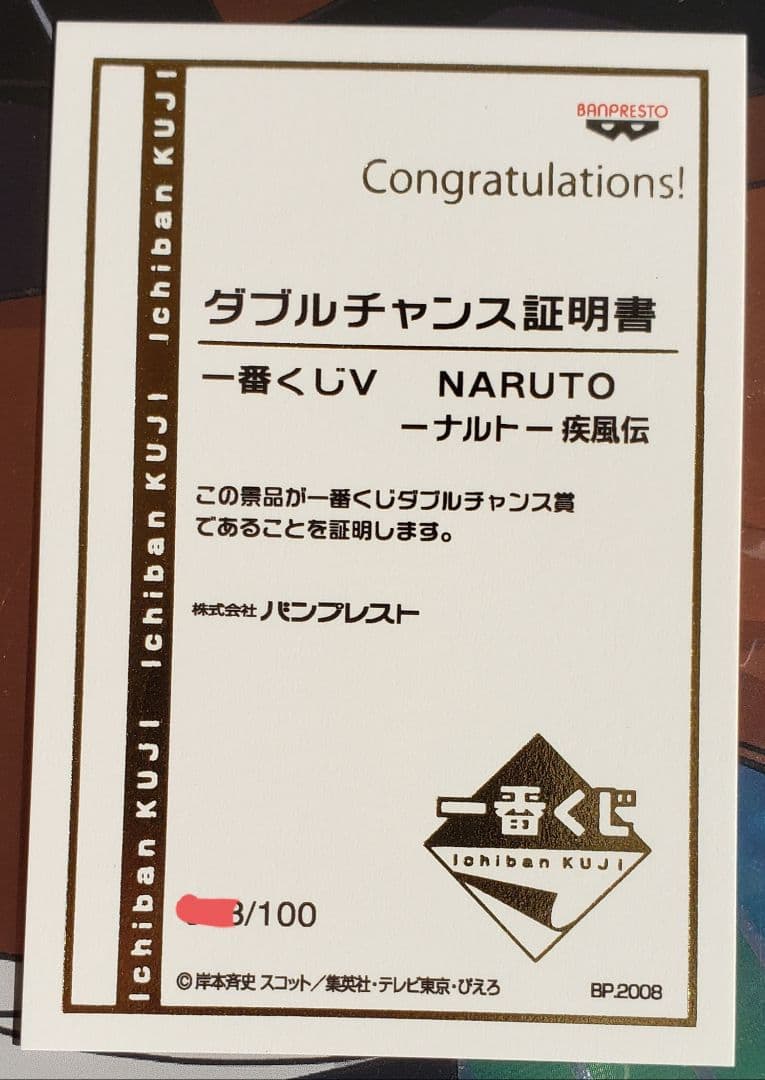 BANPRESTO
Congratulations!
ダブルチャンス証明書
一番くじV NARUTO
ーナルトー 疾風伝
この景品が一番くじダブルチャンス賞
であることを証明します。
株式会社 バンプレスト
一番くじ
Ichiban KUJI
3/100
©岸本斉史 スコット／集英社・テレビ東京・ぴえろ
BP.2008
Ichiban KUJI Ichiban KUJI Ichiban KUJI